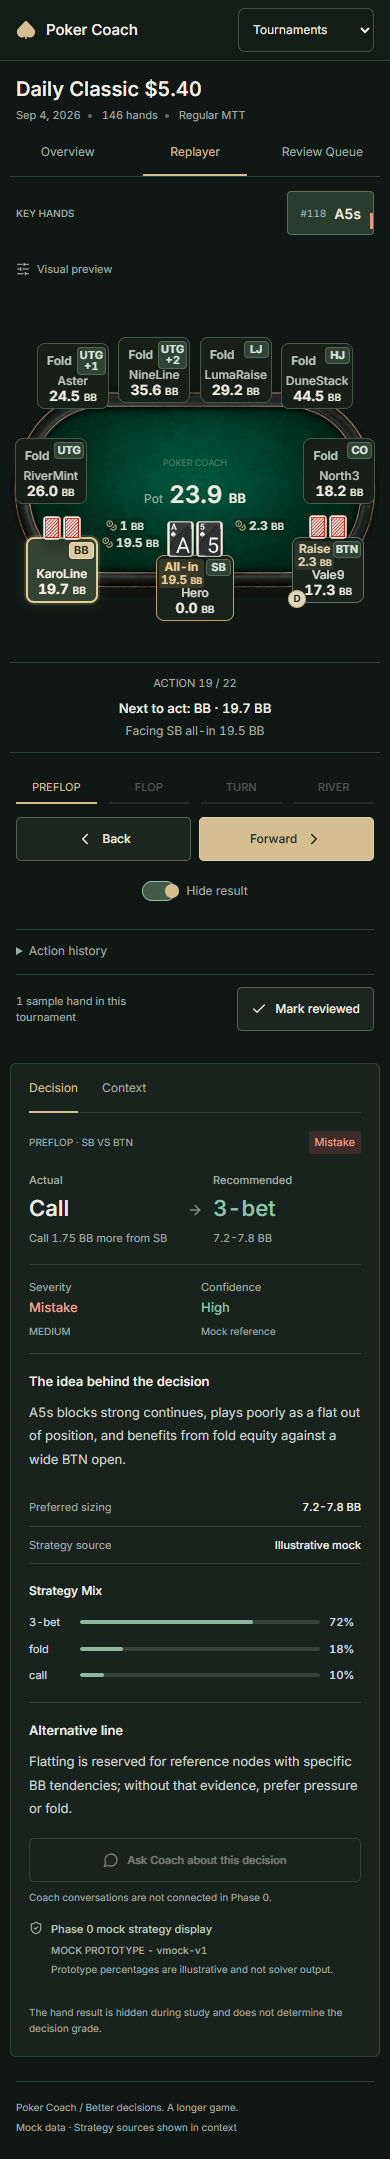 Poker Coach
Tournaments
Daily Classic $5.40
Sep 4, 2026 • 146 hands • Regular MTT
Overview
Replayer
Review Queue
KEY HANDS
#118 A5s
Visual preview
Fold UTG+1
Aster
24.5 BB
Fold UTG+2
NineLine
35.6 BB
Fold LJ
LumaRaise
29.2 BB
Fold HJ
DuneStack
44.5 BB
Fold UTG
RiverMint
26.0 BB
POKER COACH
Pot 23.9 BB
Fold CO
North3
18.2 BB
1 BB
19.5 BB
2.3 BB
A
A
5
5
BB
KaroLine
19.7 BB
All-in SB
19.5 BB
Hero
0.0 BB
Raise BTN
2.3 BB
Vale9
17.3 BB
D
ACTION 19 / 22
Next to act: BB · 19.7 BB
Facing SB all-in 19.5 BB
PREFLOP
FLOP
TURN
RIVER
Back
Forward
Hide result
Action history
1 sample hand in this
tournament
Mark reviewed
Decision
Context
PREFLOP · SB VS BTN
Mistake
Actual
Recommended
Call → 3-bet
Call 1.75 BB more from SB
7.2-7.8 BB
Severity
Confidence
Mistake
High
MEDIUM
Mock reference
The idea behind the decision
A5s blocks strong continues, plays poorly as a flat out
of position, and benefits from fold equity against a
wide BTN open.
Preferred sizing 7.2-7.8 BB
Strategy source Illustrative mock
Strategy Mix
3-bet 72%
fold 18%
call 10%
Alternative line
Flatting is reserved for reference nodes with specific
BB tendencies; without that evidence, prefer pressure
or fold.
Ask Coach about this decision
Coach conversations are not connected in Phase 0.
Phase 0 mock strategy display
MOCK PROTOTYPE - vmock-v1
Prototype percentages are illustrative and not solver output.
The hand result is hidden during study and does not determine the
decision grade.
Poker Coach / Better decisions. A longer game.
Mock data · Strategy sources shown in context